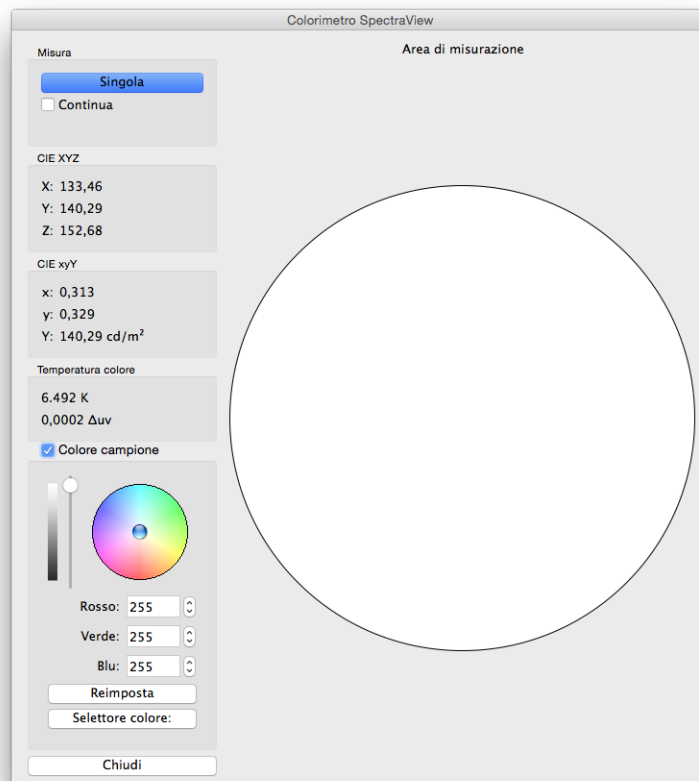 Colorimetro SpectraView
Misura
Singola
Continua
CIE XYZ
X: 133,46
Y: 140,29
Z: 152,68
CIE xyY
x: 0,313
y: 0,329
Y: 140,29 cd/m²
Temperatura colore
6.492 K
0,0002 Δuv
Colore campione
Rosso: 255
Verde: 255
Blu: 255
Reimposta
Selettore colore:
Chiudi
Area di misurazione